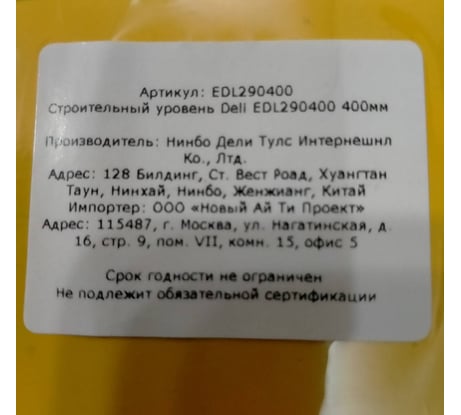 Артикул: EDL290400
Строительный уровень Deli EDL290400 400мм
Производитель: Нинбо Дели Тулс Интернешнл
Ко., Лтд.
Адрес: 128 Билдинг, Ст. Вест Роад, Хуангтан
Таун, Нинхай, Нинбо, Женжианг, Китай
Импортер: ООО «Новый Ай Ти Проект»
Адрес: 115487, г. Москва, ул. Нагатинская, д.
16, стр. 9, пом. VII, комн. 15, офис 5
Срок годности не ограничен
Не подлежит обязательной сертификации